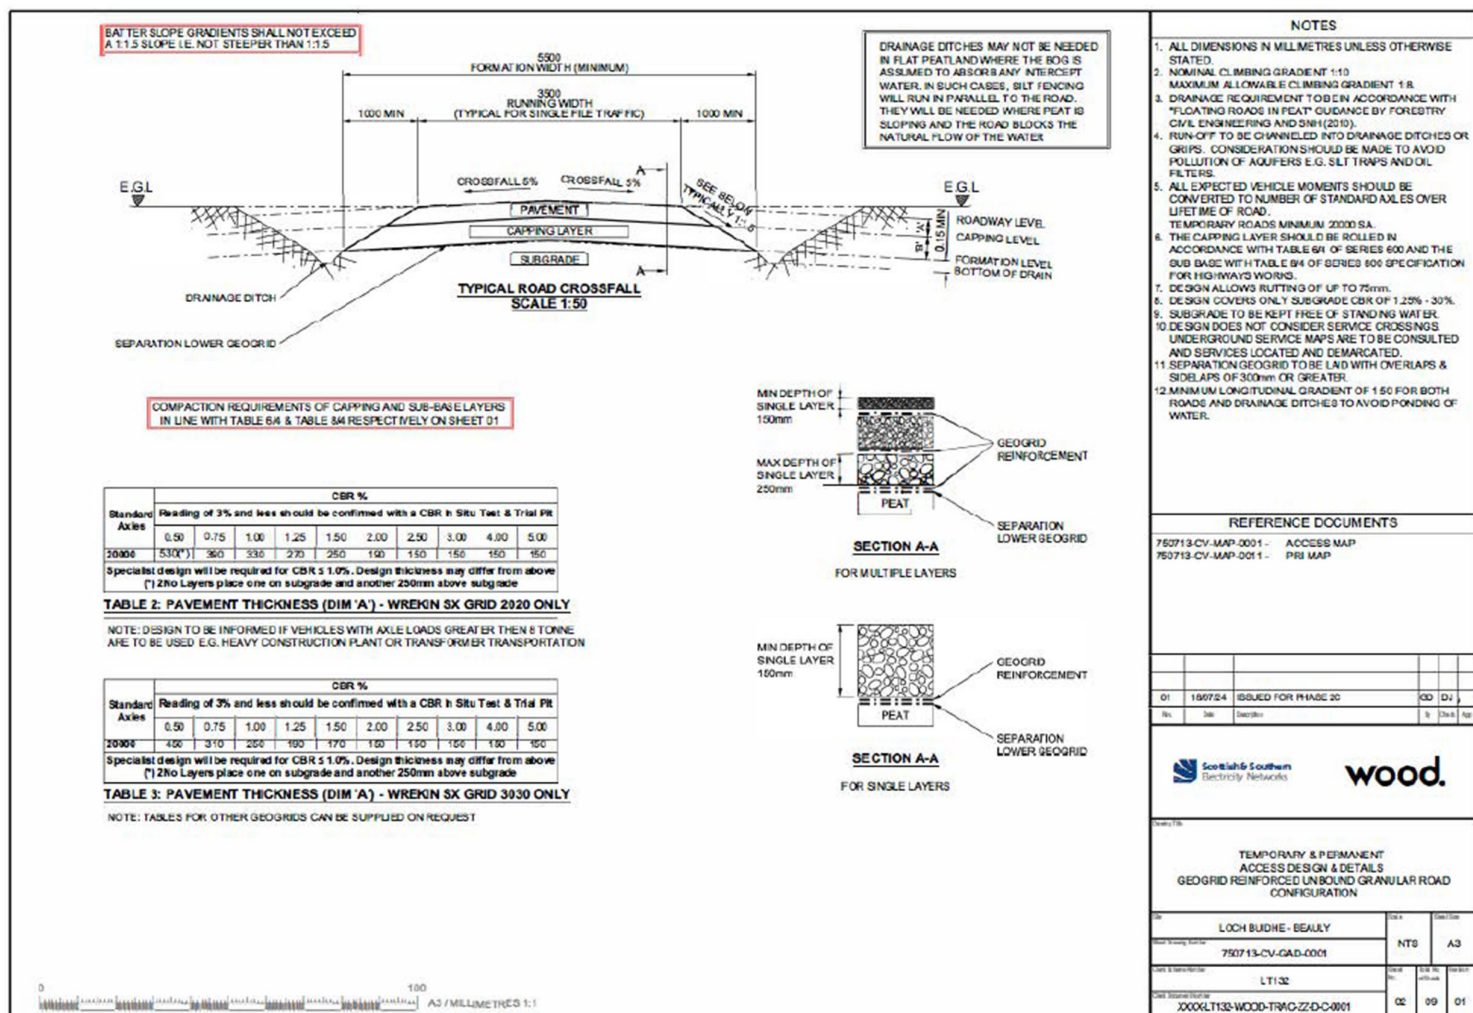 BATTER SLOPE GRADIENTS SHALL NOT EXCEED
A 1:1.5 SLOPE I.E. NOT STEEPER THAN 1:1.5
5500
FORMATION WIDTH (MINIMUM)
3500
RUNNING WIDTH
(TYPICAL FOR SINGLE FILE TRAFFIC)
1000 MIN
1000 MIN
DRAINAGE DITCHES MAY NOT BE NEEDED
IN FLAT PEATLAND WHERE THE BOG IS
ASSUMED TO ABSORB ANY INTERCEPT
WATER. IN SUCH CASES, SILT FENCING
WILL RUN IN PARALLEL TO THE ROAD.
THEY WILL BE NEEDED WHERE PEAT IS
SLOPING AND THE ROAD BLOCKS THE
NATURAL FLOW OF THE WATER
E.G.L
CROSSFALL 5%
CROSSFALL 5%
A
SEE BELOW
TYPICALLY 1:1.5
E.G.L
PAVEMENT
CAPPING LAYER
SUBGRADE
A
'A'
'B'
0.15 MIN
ROADWAY LEVEL
CAPPING LEVEL
FORMATION LEVEL
BOTTOM OF DRAIN
DRAINAGE DITCH
SEPARATION LOWER GEOGRID
TYPICAL ROAD CROSSFALL
SCALE 1:50
COMPACTION REQUIREMENTS OF CAPPING AND SUB-BASE LAYERS
IN LINE WITH TABLE 6/4 & TABLE 8/4 RESPECTIVELY ON SHEET 01
Standard Axles
CBR %
Reading of 3% and less should be confirmed with a CBR In Situ Test & Trial Pit
0.50 0.75 1.00 1.25 1.50 2.00 2.50 3.00 4.00 5.00
20000 530(*) 390 330 270 250 190 150 150 150 150
Specialist design will be required for CBR ≤ 1.0%. Design thickness may differ from above
(*) 2No Layers place one on subgrade and another 250mm above subgrade
TABLE 2: PAVEMENT THICKNESS (DIM 'A') - WREKIN SX GRID 2020 ONLY
NOTE: DESIGN TO BE INFORMED IF VEHICLES WITH AXLE LOADS GREATER THEN 8 TONNE
ARE TO BE USED E.G. HEAVY CONSTRUCTION PLANT OR TRANSFORMER TRANSPORTATION
Standard Axles
CBR %
Reading of 3% and less should be confirmed with a CBR In Situ Test & Trial Pit
0.50 0.75 1.00 1.25 1.50 2.00 2.50 3.00 4.00 5.00
20000 450 310 250 190 170 150 150 150 150 150
Specialist design will be required for CBR ≤ 1.0%. Design thickness may differ from above
(*) 2No Layers place one on subgrade and another 250mm above subgrade
TABLE 3: PAVEMENT THICKNESS (DIM 'A') - WREKIN SX GRID 3030 ONLY
NOTE: TABLES FOR OTHER GEOGRIDS CAN BE SUPPLIED ON REQUEST
MIN DEPTH OF
SINGLE LAYER
150mm
MAX DEPTH OF
SINGLE LAYER
250mm
PEAT
GEOGRID
REINFORCEMENT
SEPARATION
LOWER GEOGRID
SECTION A-A
FOR MULTIPLE LAYERS
MIN DEPTH OF
SINGLE LAYER
150mm
PEAT
GEOGRID
REINFORCEMENT
SEPARATION
LOWER GEOGRID
SECTION A-A
FOR SINGLE LAYERS
0 100 A3 / MILLIMETRES 1:1
NOTES
1. ALL DIMENSIONS IN MILLIMETRES UNLESS OTHERWISE
STATED.
2. NOMINAL CLIMBING GRADIENT 1:10
MAXIMUM ALLOWABLE CLIMBING GRADIENT 1:8.
3. DRAINAGE REQUIREMENT TO BE IN ACCORDANCE WITH
"FLOATING ROADS IN PEAT" GUIDANCE BY FORESTRY
CIVIL ENGINEERING AND SNH (2010).
4. RUN-OFF TO BE CHANNELED INTO DRAINAGE DITCHES OR
GRIPS. CONSIDERATION SHOULD BE MADE TO AVOID
POLLUTION OF AQUIFERS E.G. SILT TRAPS AND OIL
FILTERS.
5. ALL EXPECTED VEHICLE MOMENTS SHOULD BE
CONVERTED TO NUMBER OF STANDARD AXLES OVER
LIFETIME OF ROAD.
TEMPORARY ROADS MINIMUM 20000 SA.
6. THE CAPPING LAYER SHOULD BE ROLLED IN
ACCORDANCE WITH TABLE 6/4 OF SERIES 600 AND THE
SUB BASE WITH TABLE 8/4 OF SERIES 800 SPECIFICATION
FOR HIGHWAYS WORKS.
7. DESIGN ALLOWS RUTTING OF UP TO 75mm.
8. DESIGN COVERS ONLY SUBGRADE CBR OF 1.25% - 30%.
9. SUBGRADE TO BE KEPT FREE OF STANDING WATER.
10. DESIGN DOES NOT CONSIDER SERVICE CROSSINGS.
UNDERGROUND SERVICE MAPS ARE TO BE CONSULTED
AND SERVICES LOCATED AND DEMARCATED.
11. SEPARATION GEOGRID TO BE LAID WITH OVERLAPS &
SIDELAPS OF 300mm OR GREATER.
12. MINIMUM LONGITUDINAL GRADIENT OF 1:50 FOR BOTH
ROADS AND DRAINAGE DITCHES TO AVOID PONDING OF
WATER.
REFERENCE DOCUMENTS
750713-CV-MAP-0001 - ACCESS MAP
750713-CV-MAP-0011 - PRI MAP
01 18/07/24 ISSUED FOR PHASE 2C
Rev. Date Description
Scottish & Southern
Electricity Networks
wood.
Drawing Title
TEMPORARY & PERMANENT
ACCESS DESIGN & DETAILS
GEOGRID REINFORCED UNBOUND GRANULAR ROAD
CONFIGURATION
LOCH BUIDHE - BEAULY
NTS
A3
750713-CV-GAD-0001
LT132
XXXX-LT132-WOOD-TRAC-ZZ-D-C-0001
02 09 01